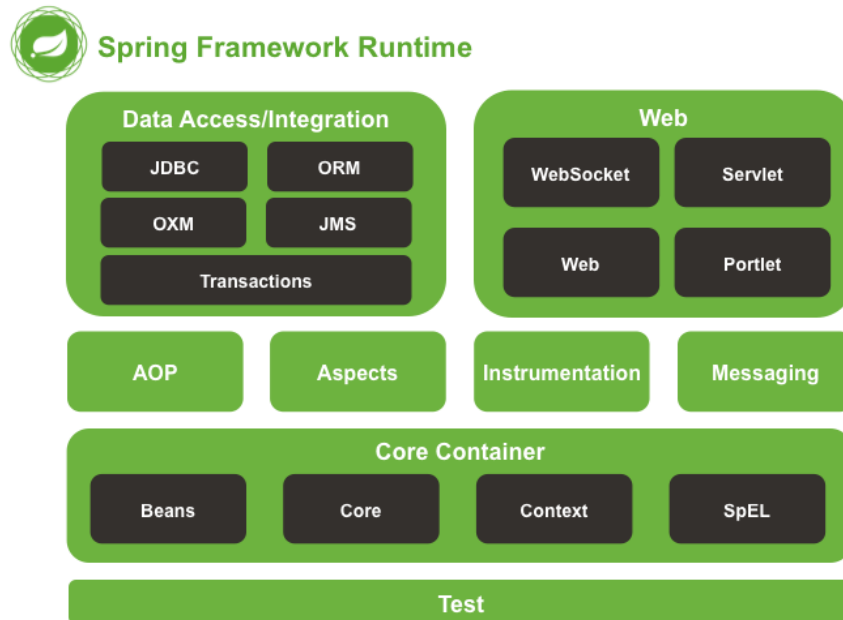 Spring Framework Runtime
Data Access/Integration
JDBC
ORM
OXM
JMS
Transactions
Web
WebSocket
Servlet
Web
Portlet
AOP
Aspects
Instrumentation
Messaging
Core Container
Beans
Core
Context
SpEL
Test